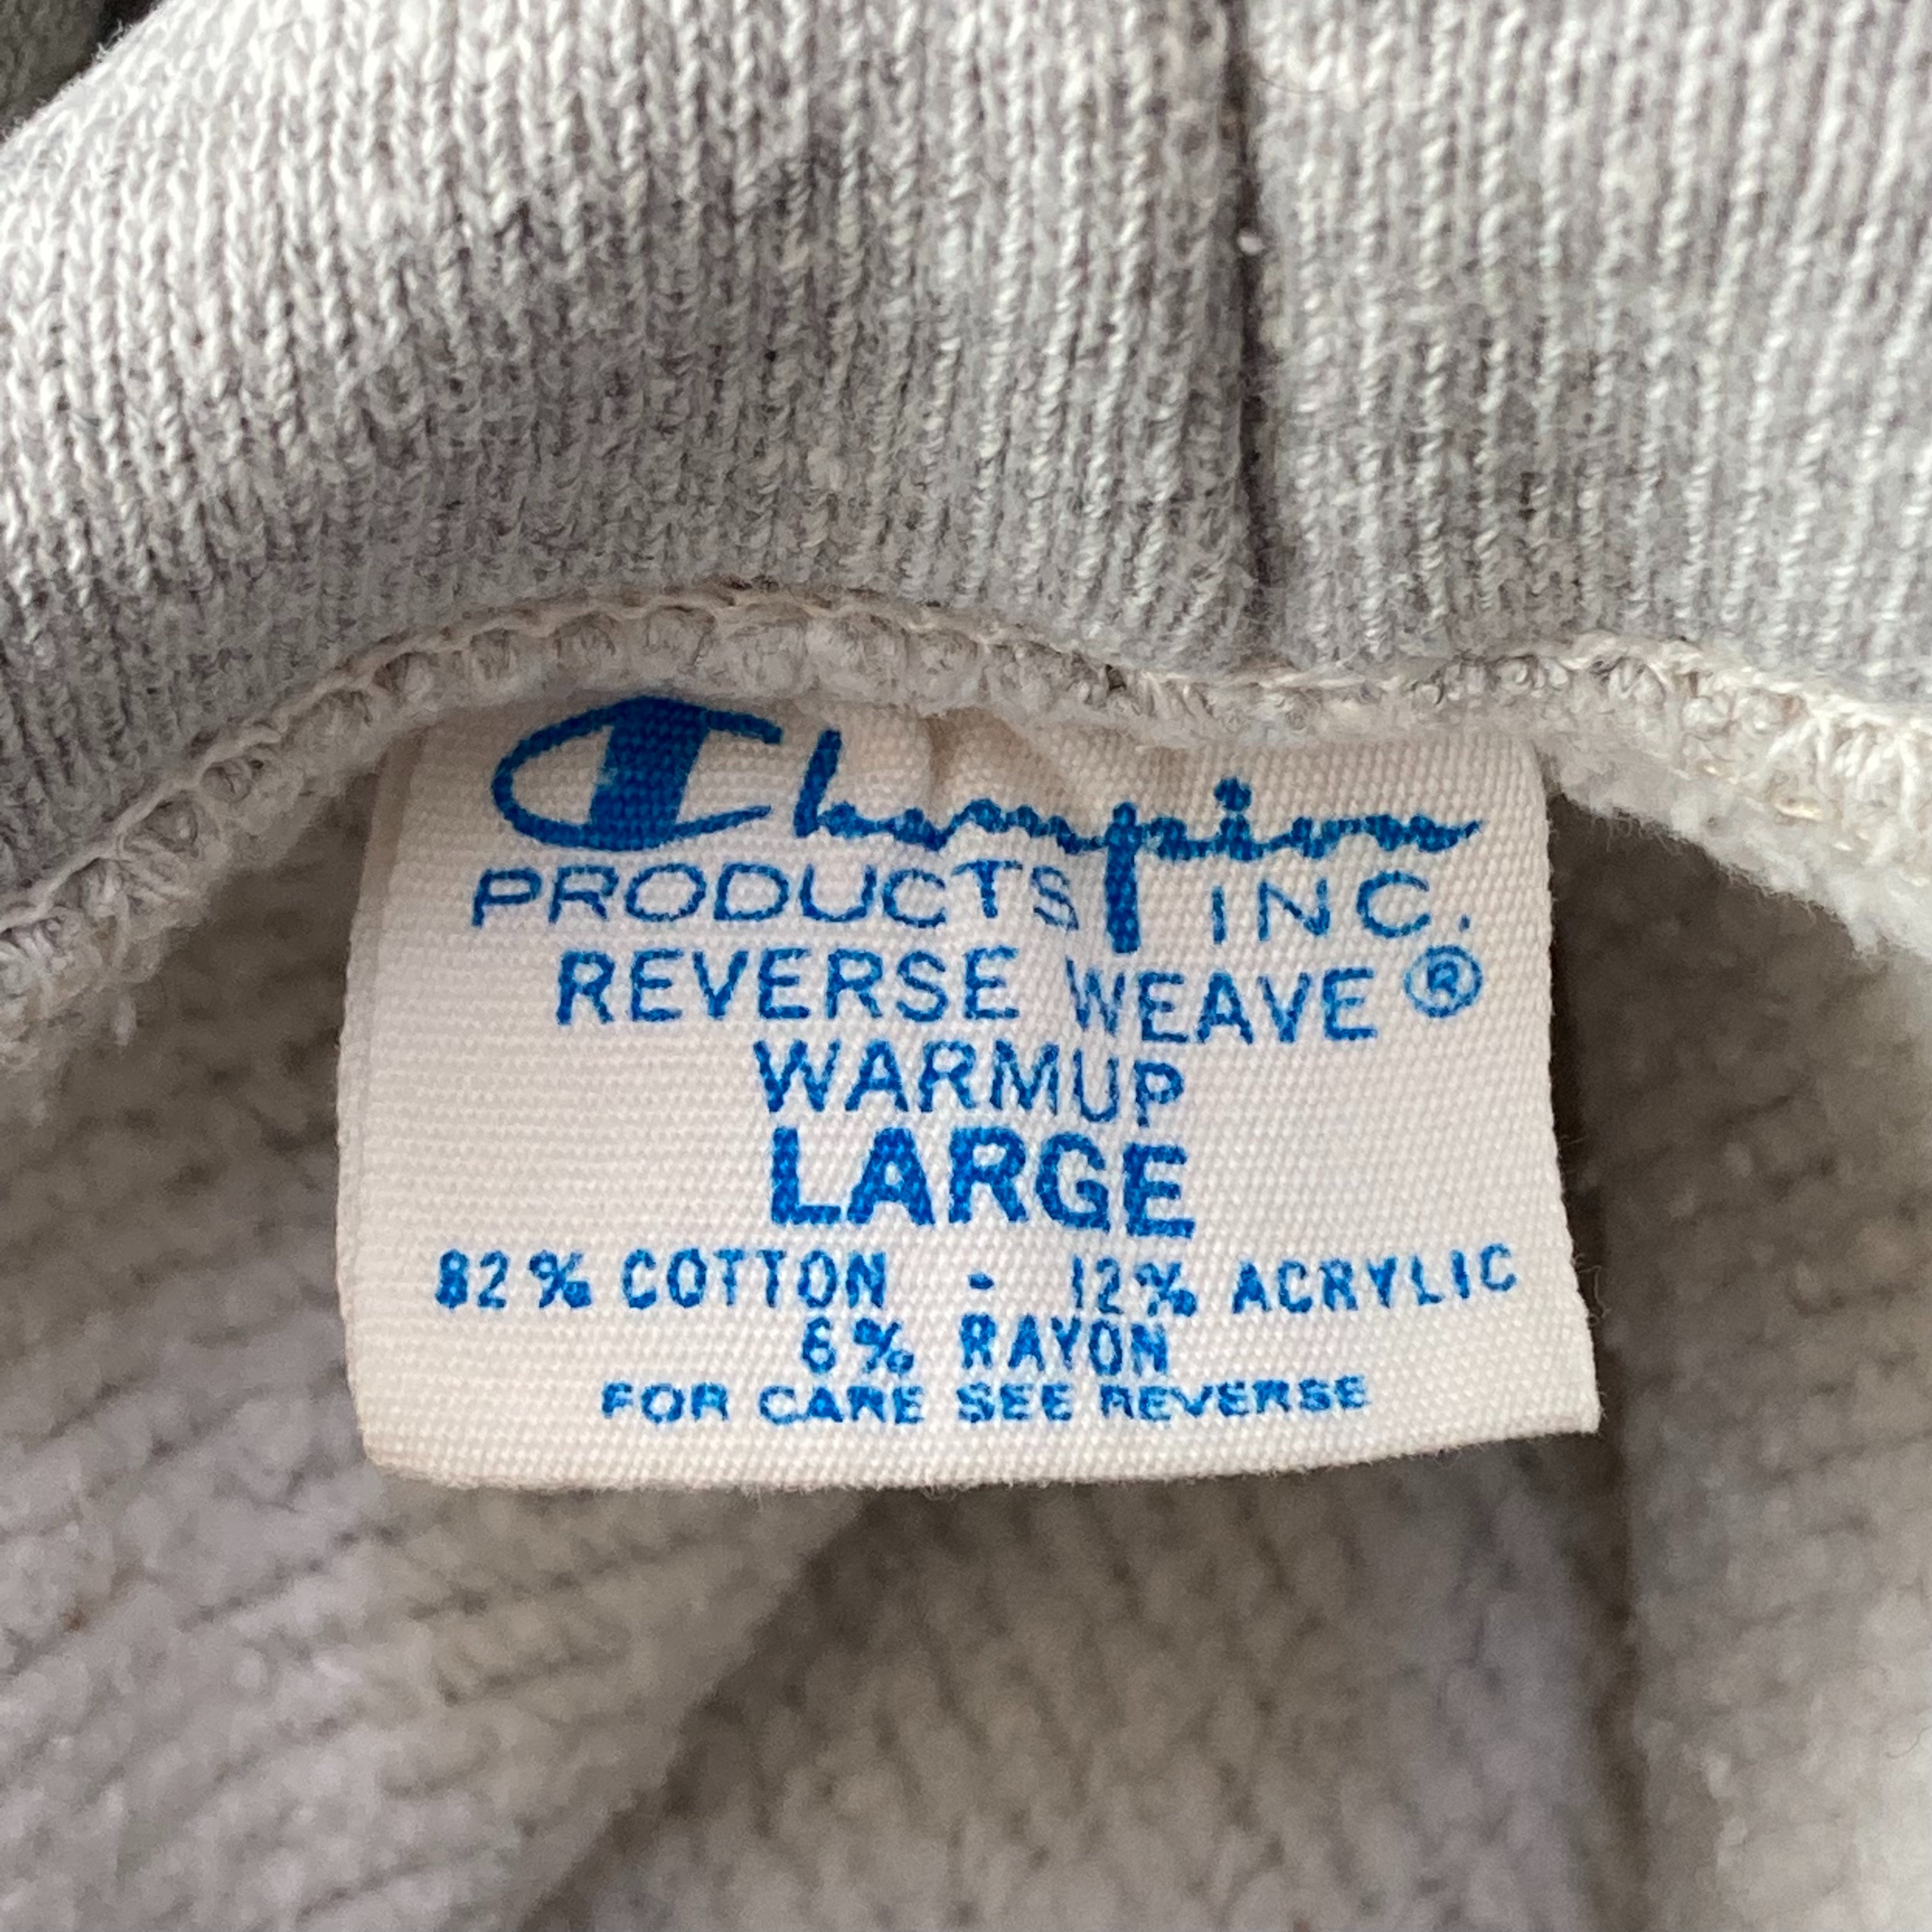 Champion
PRODUCTS INC.
REVERSE WEAVE ®
WARMUP
LARGE
82% COTTON - 12% ACRYLIC
6% RAYON
FOR CARE SEE REVERSE